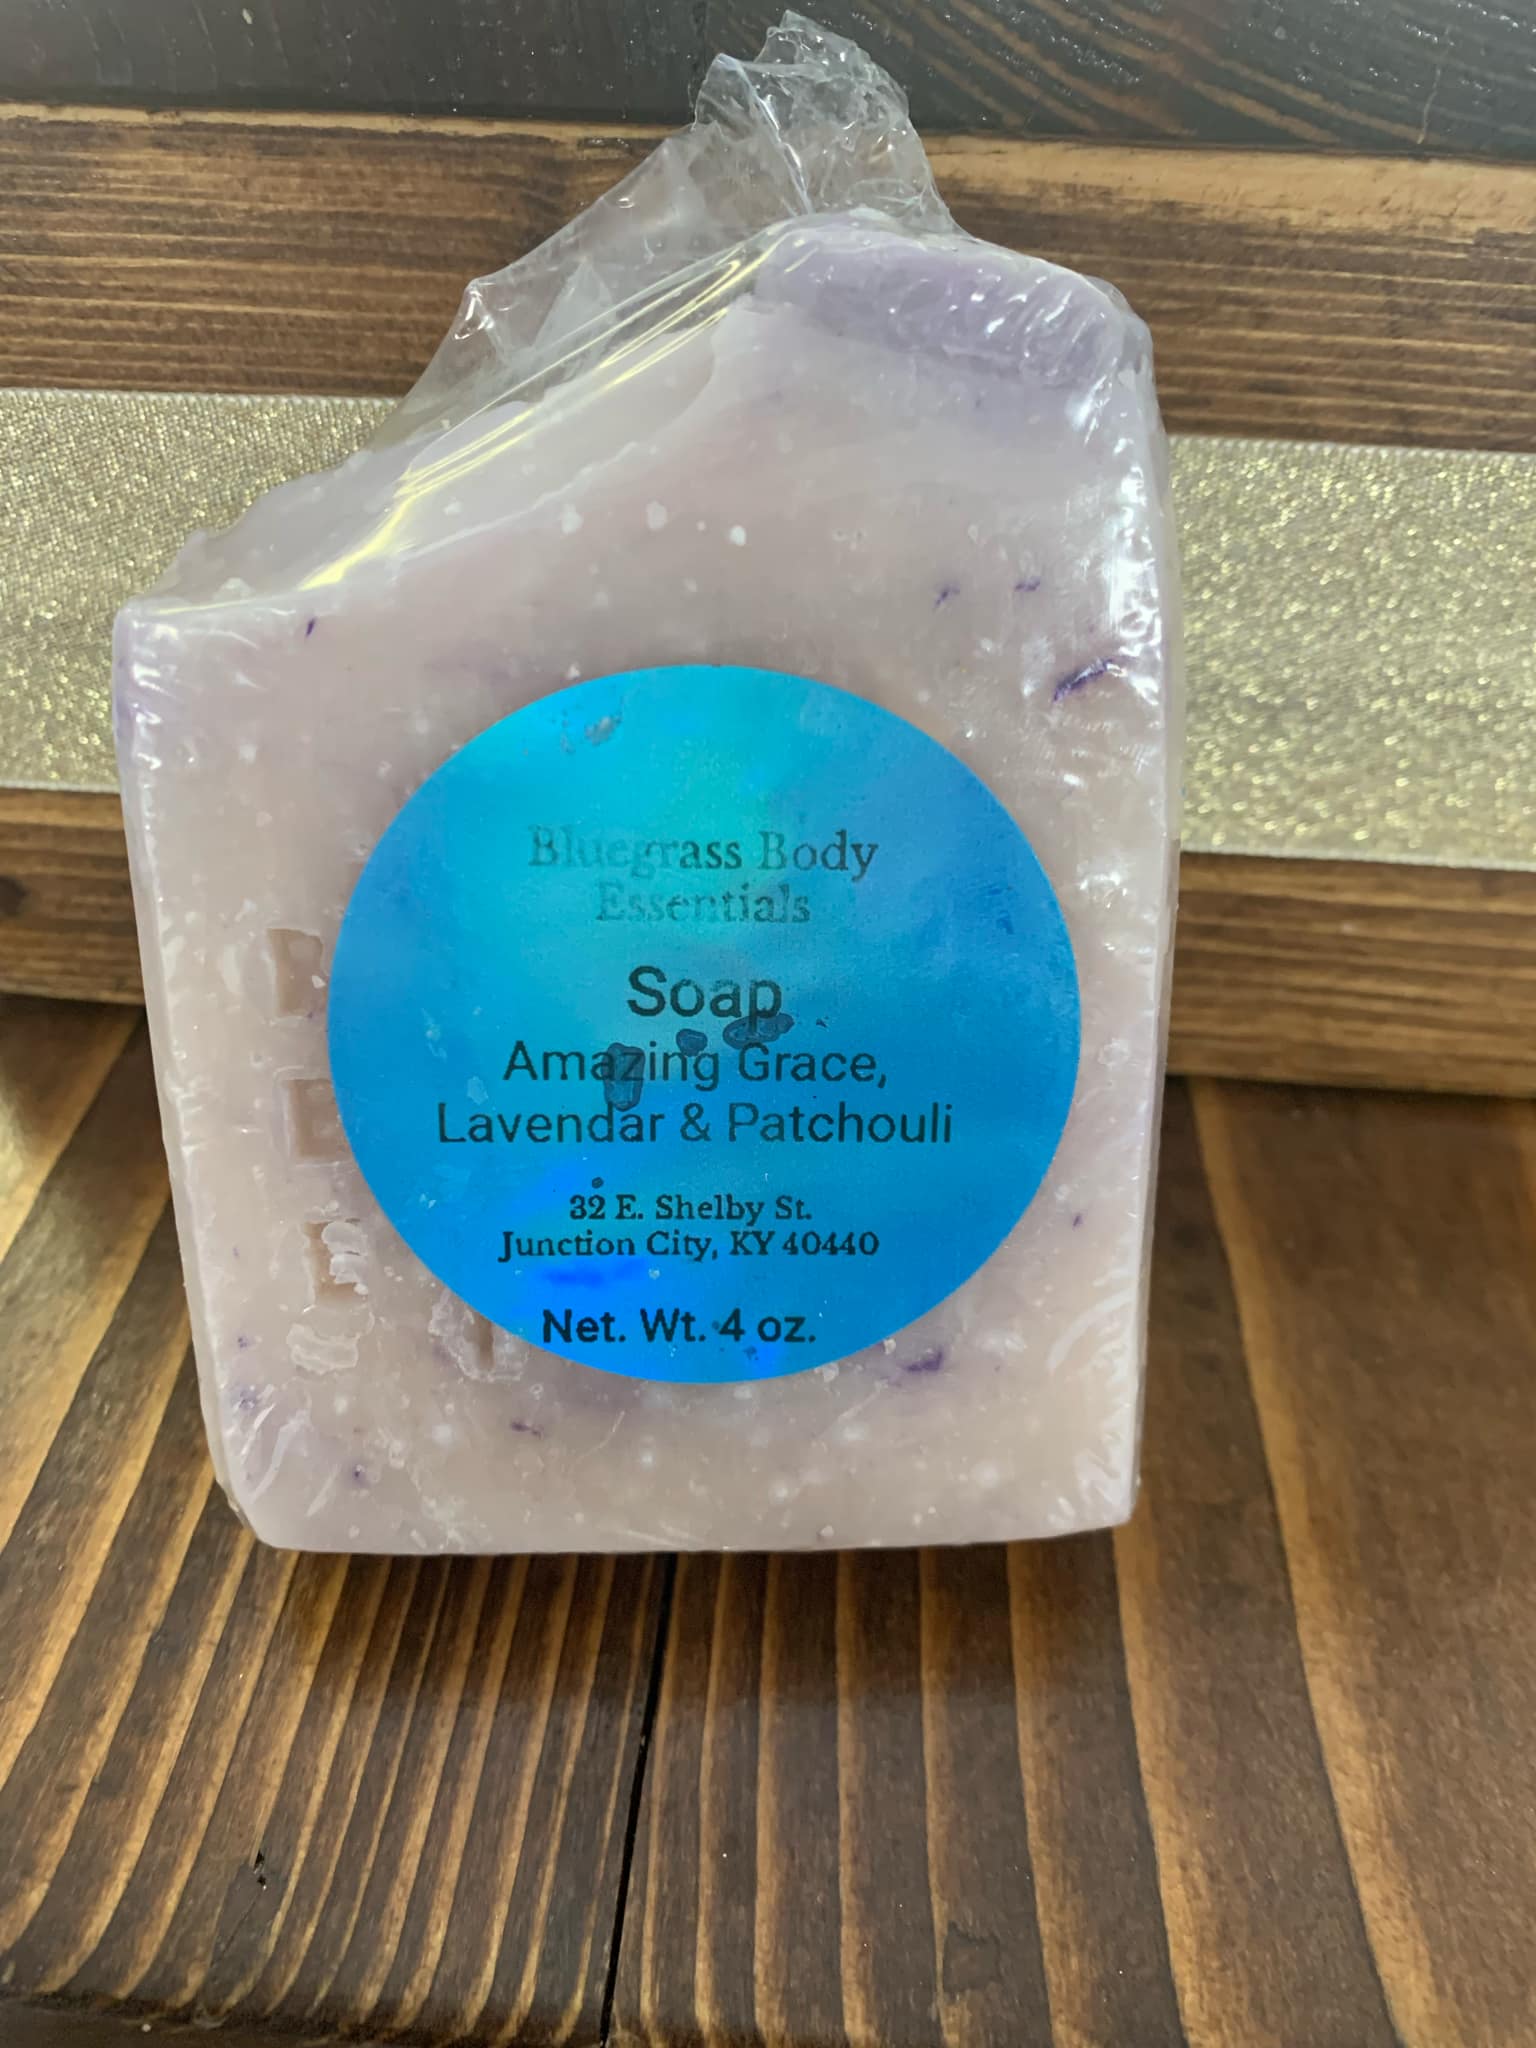 Bluegrass Body
Essentials
Soap
Amazing Grace,
Lavendar & Patchouli
32 E. Shelby St.
Junction City, KY 40440
Net. Wt. 4 oz.